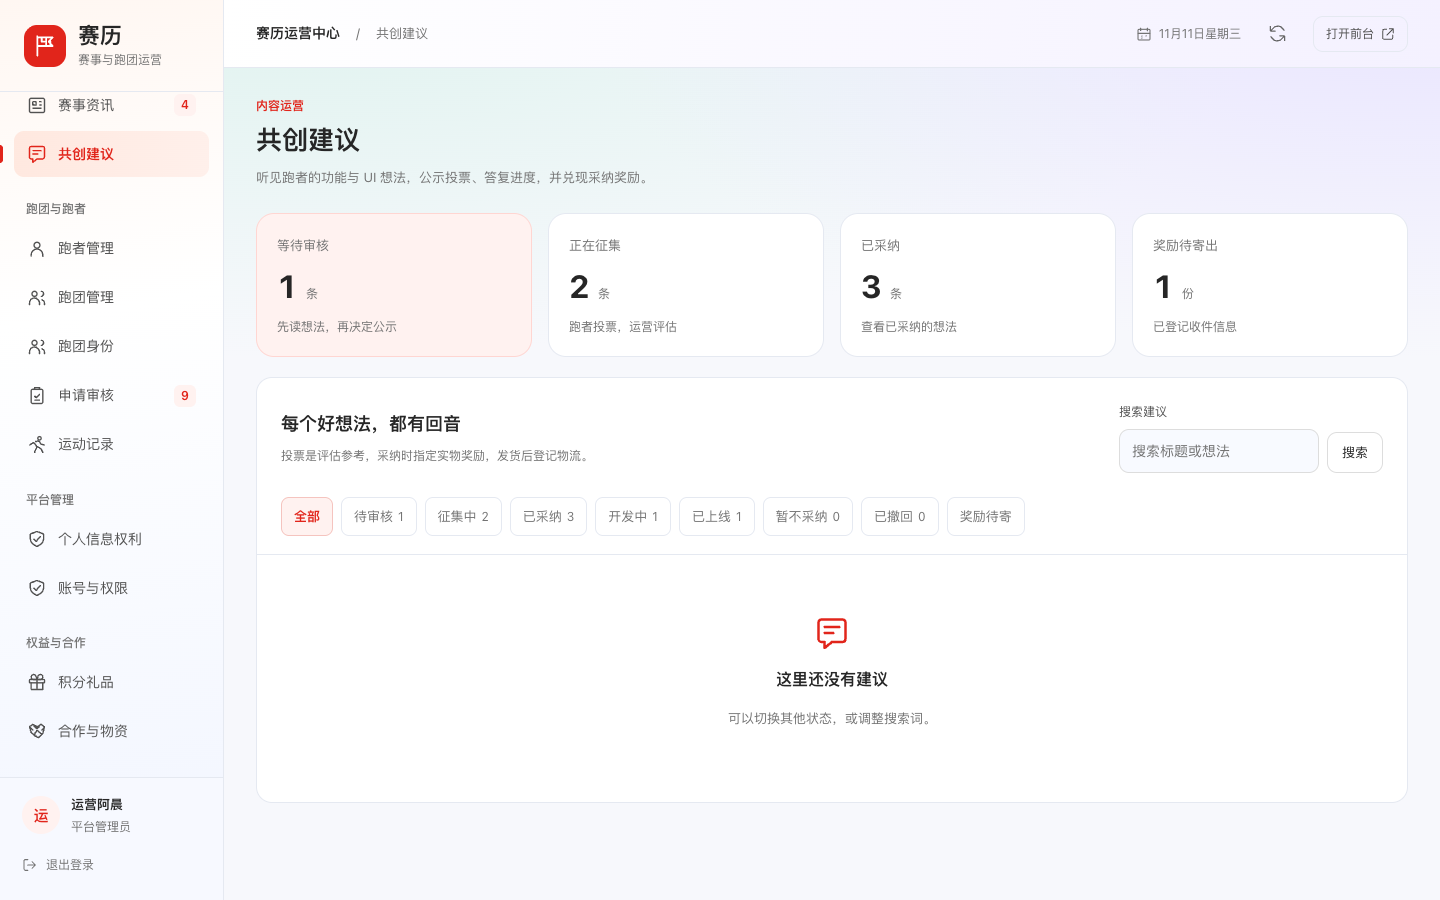 赛历
赛事与跑团运营
赛事资讯 4
共创建议
跑团与跑者
跑者管理
跑团管理
跑团身份
申请审核 9
运动记录
平台管理
个人信息权利
账号与权限
权益与合作
积分礼品
合作与物资
运
运营阿晨
平台管理员
退出登录
赛历运营中心 / 共创建议
11月11日星期三
打开前台
内容运营
共创建议
听见跑者的功能与 UI 想法，公示投票、答复进度，并兑现采纳奖励。
等待审核
1 条
先读想法，再决定公示
正在征集
2 条
跑者投票，运营评估
已采纳
3 条
查看已采纳的想法
奖励待寄出
1 份
已登记收件信息
每个好想法，都有回音
投票是评估参考，采纳时指定实物奖励，发货后登记物流。
搜索建议
搜索标题或想法
搜索
全部 待审核 1 征集中 2 已采纳 3 开发中 1 已上线 1 暂不采纳 0 已撤回 0 奖励待寄
这里还没有建议
可以切换其他状态，或调整搜索词。